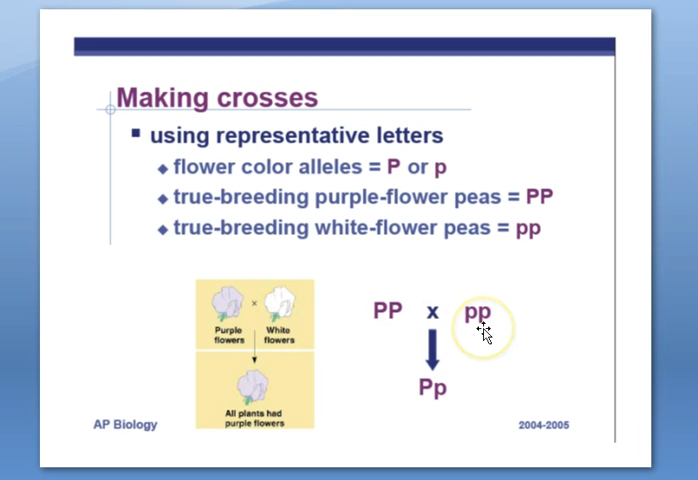 Making crosses
using representative letters
flower color alleles = P or p
true-breeding purple-flower peas = PP
true-breeding white-flower peas = pp
×
Purple flowers
White flowers
All plants had
purple flowers
PP x pp
Pp
AP Biology
2004-2005